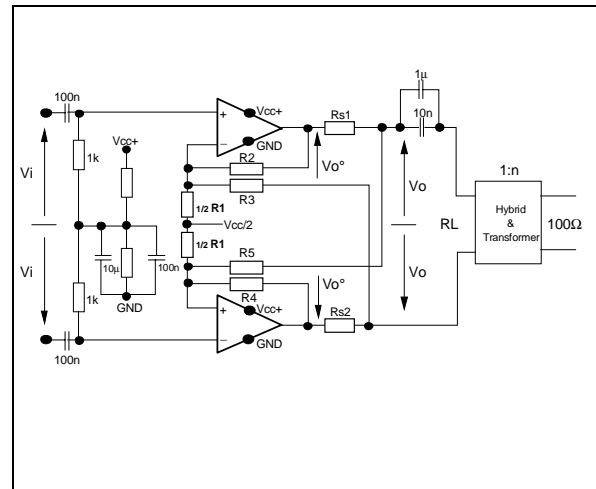 1µ
100n
10n
Vcc+
GND
Rs1
Vcc+
1k
R2
Vo°
R3
Vi
1/2 R1
Vo
1:n
Vcc/2
RL
Hybrid
&
Transformer
100Ω
1/2 R1
Vi
R5
Vo
10µ
100n
R4
Vo°
1k
GND
Vcc+
Rs2
GND
100n